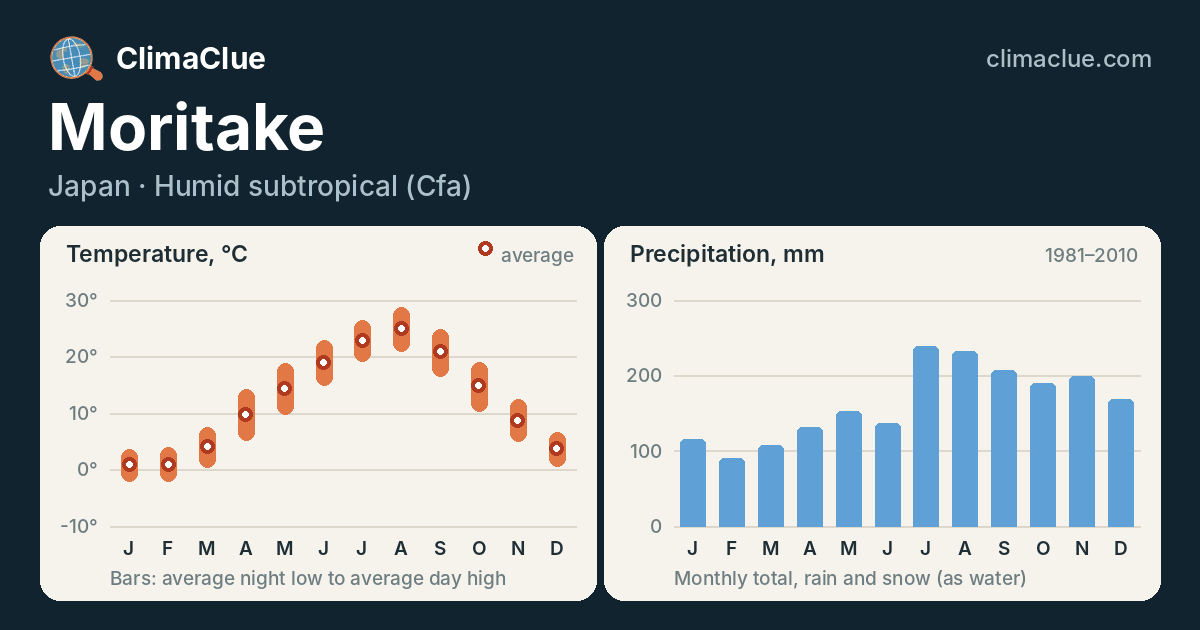 ClimaClue
climaclue.com
Moritake
Japan · Humid subtropical (Cfa)
Temperature, °C
average
30°
20°
10°
0°
-10°
J F M A M J J A S O N D
Bars: average night low to average day high
Precipitation, mm
1981–2010
300
200
100
0
J F M A M J J A S O N D
Monthly total, rain and snow (as water)